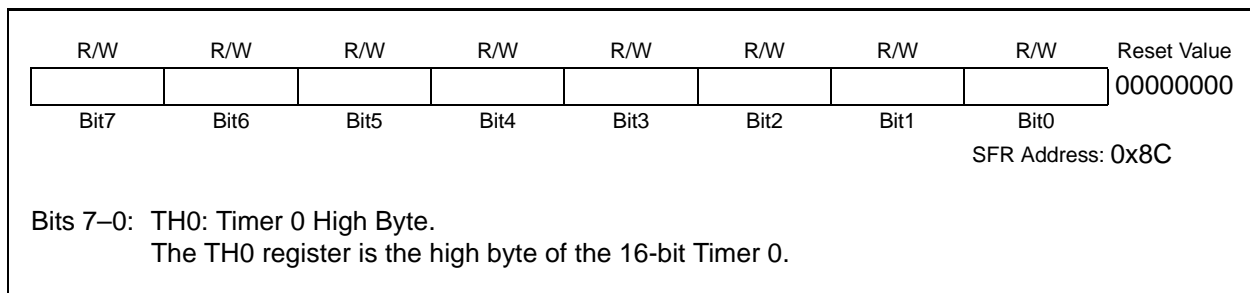 R/W R/W R/W R/W R/W R/W R/W R/W Reset Value
00000000
Bit7 Bit6 Bit5 Bit4 Bit3 Bit2 Bit1 Bit0
SFR Address: 0x8C
Bits 7–0: TH0: Timer 0 High Byte.
The TH0 register is the high byte of the 16-bit Timer 0.